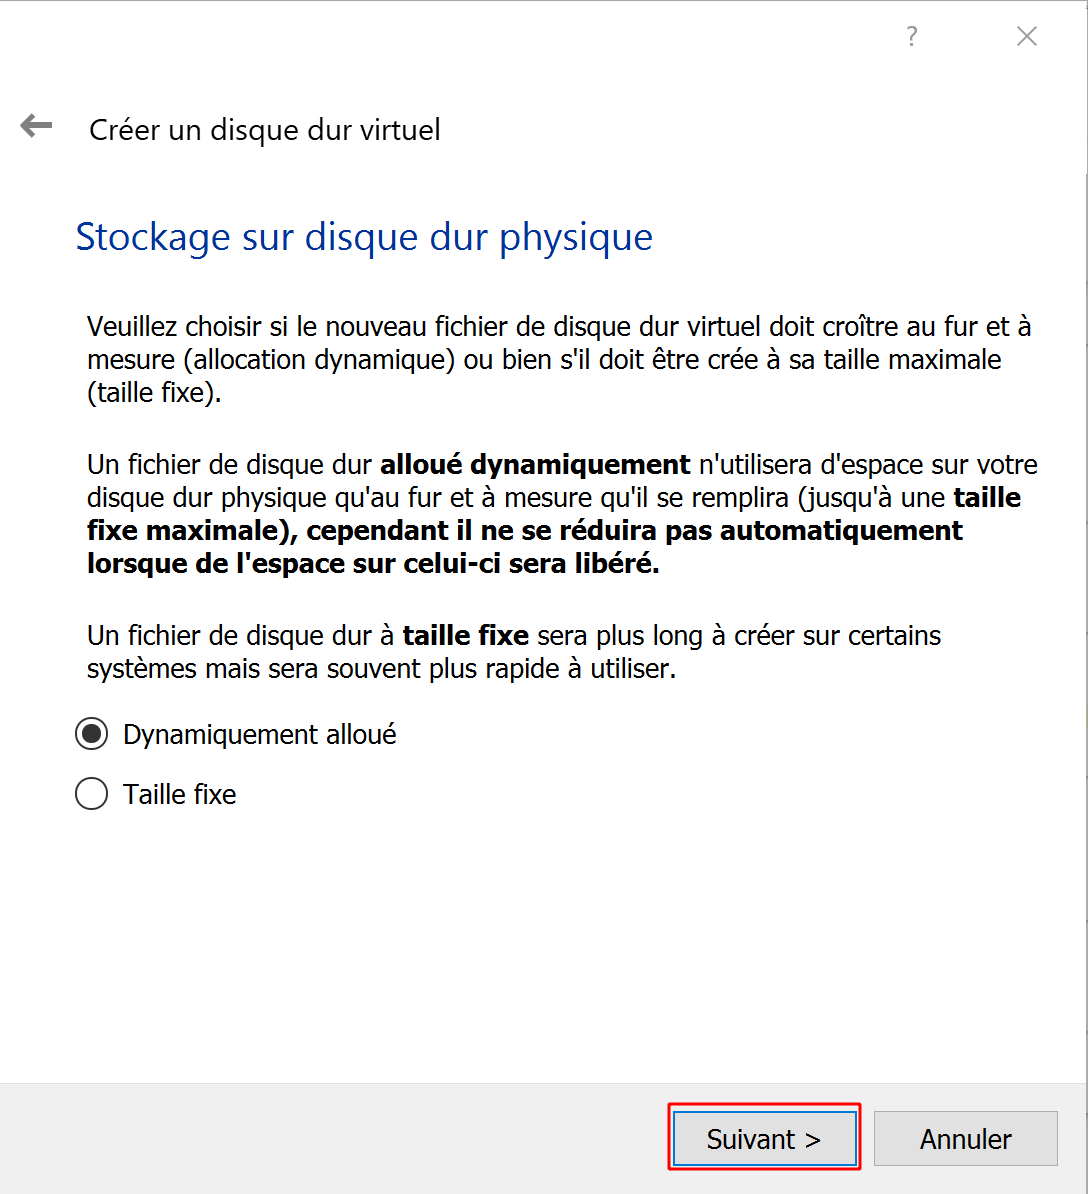 ?
Créer un disque dur virtuel
Stockage sur disque dur physique
Veuillez choisir si le nouveau fichier de disque dur virtuel doit croître au fur et à
mesure (allocation dynamique) ou bien s'il doit être crée à sa taille maximale
(taille fixe).
Un fichier de disque dur alloué dynamiquement n'utilisera d'espace sur votre
disque dur physique qu'au fur et à mesure qu'il se remplira (jusqu'à une taille
fixe maximale), cependant il ne se réduira pas automatiquement
lorsque de l'espace sur celui-ci sera libéré.
Un fichier de disque dur à taille fixe sera plus long à créer sur certains
systèmes mais sera souvent plus rapide à utiliser.
Dynamiquement alloué
Taille fixe
Suivant > Annuler